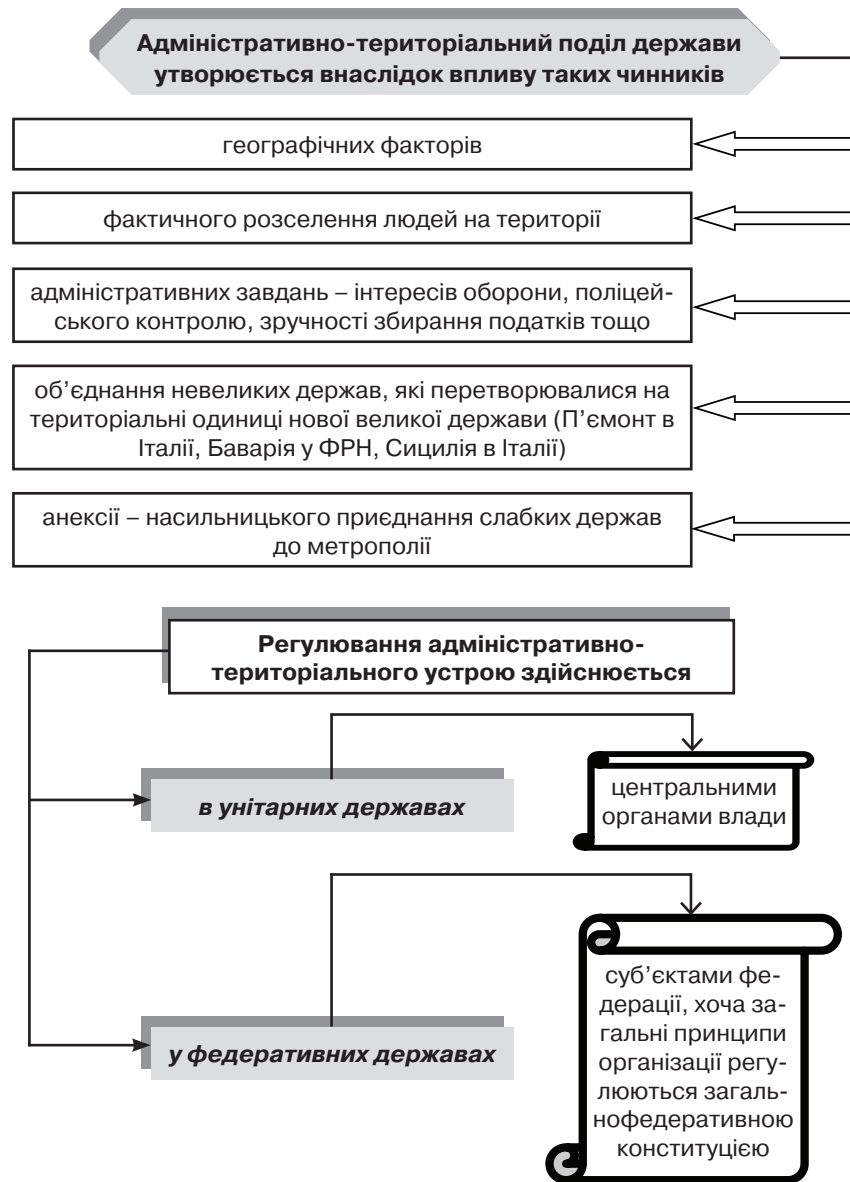 Адміністративно-територіальний поділ держави
утворюється внаслідок впливу таких чинників
географічних факторів
фактичного розселення людей на території
адміністративних завдань – інтересів оборони, поліцей-
ського контролю, зручності збирання податків тощо
об’єднання невеликих держав, які перетворювалися на
територіальні одиниці нової великої держави (П’ємонт в
Італії, Баварія у ФРН, Сицилія в Італії)
анексії – насильницького приєднання слабких держав
до метрополії
Регулювання адміністративно-
територіального устрою здійснюється
в унітарних державах
центральними
органами влади
у федеративних державах
суб’єктами фе-
дерації, хоча за-
гальні принципи
організації регу-
люються загаль-
нофедеративною
конституцією